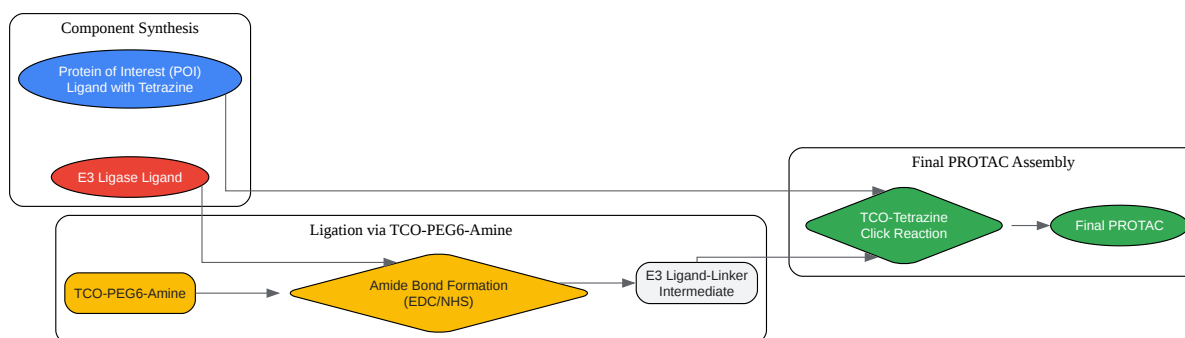 Component Synthesis
Protein of Interest (POI)
Ligand with Tetrazine
E3 Ligase Ligand
Ligation via TCO-PEG6-Amine
TCO-PEG6-Amine
Amide Bond Formation
(EDC/NHS)
E3 Ligand-Linker
Intermediate
Final PROTAC Assembly
TCO-Tetrazine
Click Reaction
Final PROTAC